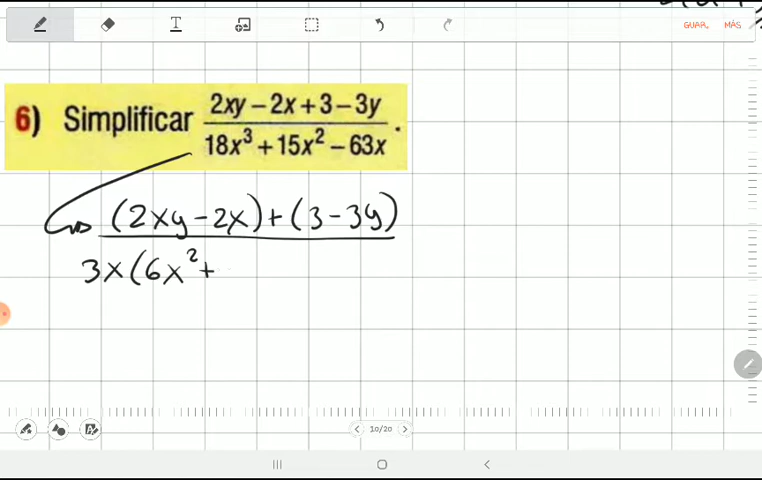 GUAR. MÁS
6) Simplificar 2xy – 2x + 3 – 3y / 18x³ + 15x² – 63x .
(2xy - 2x) + (3 - 3y)
3x(6x² +
10/20